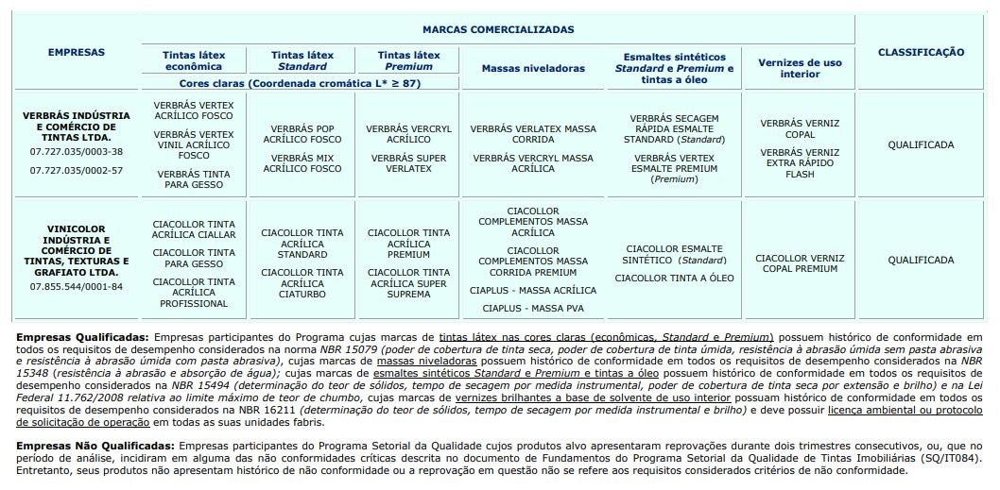 EMPRESAS
MARCAS COMERCIALIZADAS
CLASSIFICAÇÃO
Tintas látex
econômica
Tintas látex
Standard
Tintas látex
Premium
Massas niveladoras
Esmaltes sintéticos
Standard e Premium e
tintas a óleo
Vernizes de uso
interior
Cores claras (Coordenada cromática L* ≥ 87)
VERBRÁS INDÚSTRIA
E COMÉRCIO DE
TINTAS LTDA.
07.727.035/0003-38
07.727.035/0002-57
VERBRÁS VERTEX
ACRÍLICO FOSCO
VERBRÁS VERTEX
VINIL ACRÍLICO
FOSCO
VERBRÁS TINTA
PARA GESSO
VERBRÁS POP
ACRÍLICO FOSCO
VERBRÁS MIX
ACRÍLICO FOSCO
VERBRÁS VERCRYL
ACRÍLICO
VERBRÁS SUPER
VERLATEX
VERBRÁS VERLATEX MASSA
CORRIDA
VERBRÁS VERCRYL MASSA
ACRÍLICA
VERBRÁS SECAGEM
RÁPIDA ESMALTE
STANDARD (Standard)
VERBRÁS VERTEX
ESMALTE PREMIUM
(Premium)
VERBRÁS VERNIZ
COPAL
VERBRÁS VERNIZ
EXTRA RÁPIDO
FLASH
QUALIFICADA
VINICOLOR
INDÚSTRIA E
COMÉRCIO DE
TINTAS, TEXTURAS E
GRAFIATO LTDA.
07.855.544/0001-84
CIACOLLOR TINTA
ACRÍLICA CIALLAR
CIACOLLOR TINTA
PARA GESSO
CIACOLLOR TINTA
ACRÍLICA
PROFISSIONAL
CIACOLLOR TINTA
ACRÍLICA
STANDARD
CIACOLLOR TINTA
ACRÍLICA
CIATURBO
CIACOLLOR TINTA
ACRÍLICA
PREMIUM
CIACOLLOR TINTA
ACRÍLICA SUPER
SUPREMA
CIACOLLOR
COMPLEMENTOS MASSA
ACRÍLICA
CIACOLLOR
COMPLEMENTOS MASSA
CORRIDA PREMIUM
CIAPLUS - MASSA ACRÍLICA
CIAPLUS - MASSA PVA
CIACOLLOR ESMALTE
SINTÉTICO (Standard)
CIACOLLOR TINTA A ÓLEO
CIACOLLOR VERNIZ
COPAL PREMIUM
QUALIFICADA
Empresas Qualificadas: Empresas participantes do Programa cujas marcas de tintas látex nas cores claras (econômicas, Standard e Premium) possuem histórico de conformidade em
todos os requisitos de desempenho considerados na norma NBR 15079 (poder de cobertura de tinta seca, poder de cobertura de tinta úmida, resistência à abrasão úmida sem pasta abrasiva
e resistência à abrasão úmida com pasta abrasiva), cujas marcas de massas niveladoras possuem histórico de conformidade em todos os requisitos de desempenho considerados na NBR
15348 (resistência à abrasão e absorção de água); cujas marcas de esmaltes sintéticos Standard e Premium e tintas a óleo possuem histórico de conformidade em todos os requisitos de
desempenho considerados na NBR 15494 (determinação do teor de sólidos, tempo de secagem por medida instrumental, poder de cobertura de tinta seca por extensão e brilho) e na Lei
Federal 11.762/2008 relativa ao limite máximo de teor de chumbo, cujas marcas de vernizes brilhantes a base de solvente de uso interior possuam histórico de conformidade em todos os
requisitos de desempenho considerados na NBR 16211 (determinação do teor de sólidos, tempo de secagem por medida instrumental e brilho) e deve possuir licença ambiental ou protocolo
de solicitação de operação em todas as suas unidades fabris.
Empresas Não Qualificadas: Empresas participantes do Programa Setorial da Qualidade cujos produtos alvo apresentaram reprovações durante dois trimestres consecutivos, ou, que no
período de análise, incidiram em alguma das não conformidades críticas descrita no documento de Fundamentos do Programa Setorial da Qualidade de Tintas Imobiliárias (SQ/IT084).
Entretanto, seus produtos não apresentam histórico de não conformidade ou a reprovação em questão não se refere aos requisitos considerados critérios de não conformidade.